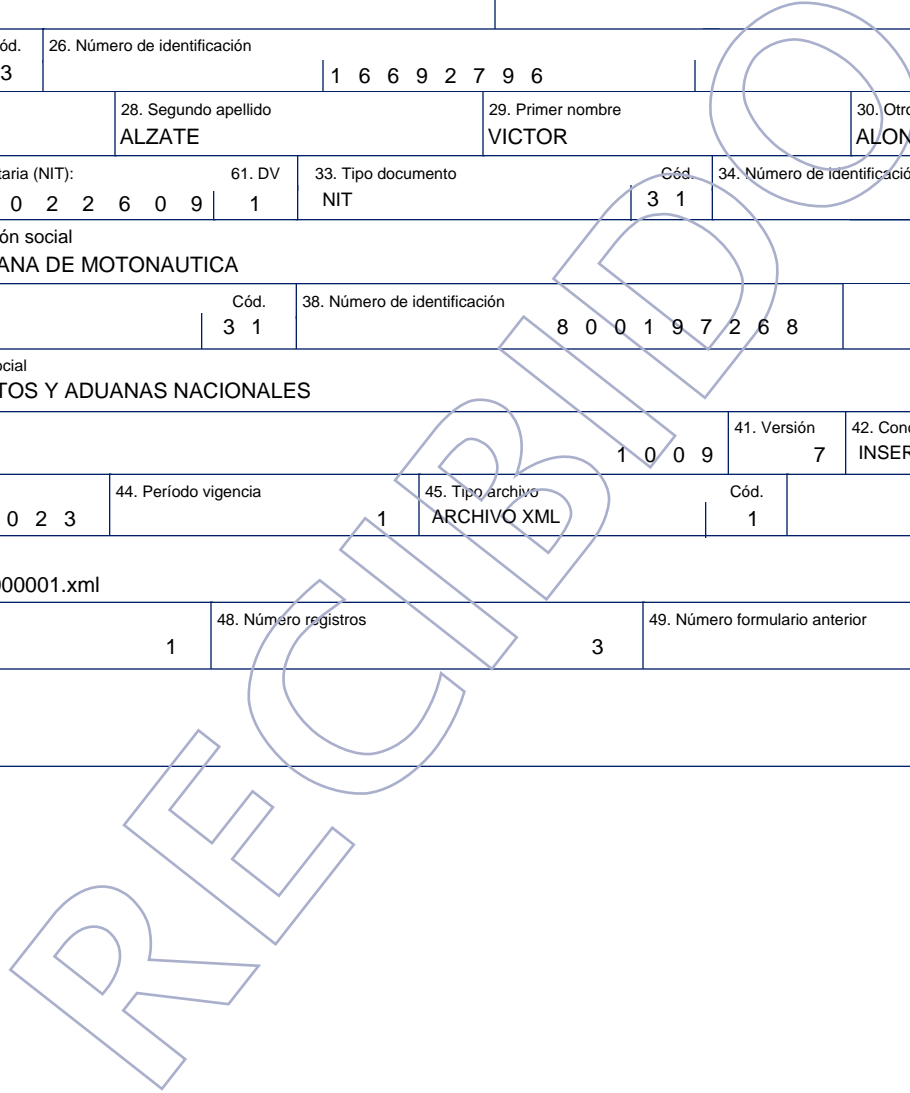 ód. 26. Número de identificación
3 1 6 6 9 2 7 9 6
28. Segundo apellido 29. Primer nombre 30. Otro
ALZATE VICTOR ALON
taria (NIT): 61. DV 33. Tipo documento Cód. 34. Número de identificació
0 2 2 6 0 9 1 NIT 3 1
ón social
ANA DE MOTONAUTICA
Cód. 38. Número de identificación
3 1 8 0 0 1 9 7 2 6 8
ocial
TOS Y ADUANAS NACIONALES
41. Versión 42. Conc
1 0 0 9 7 INSER
44. Período vigencia 45. Tipo archivo Cód.
0 2 3 1 ARCHIVO XML 1
000001.xml
48. Número registros 49. Número formulario anterior
1 3
RECIBIDO